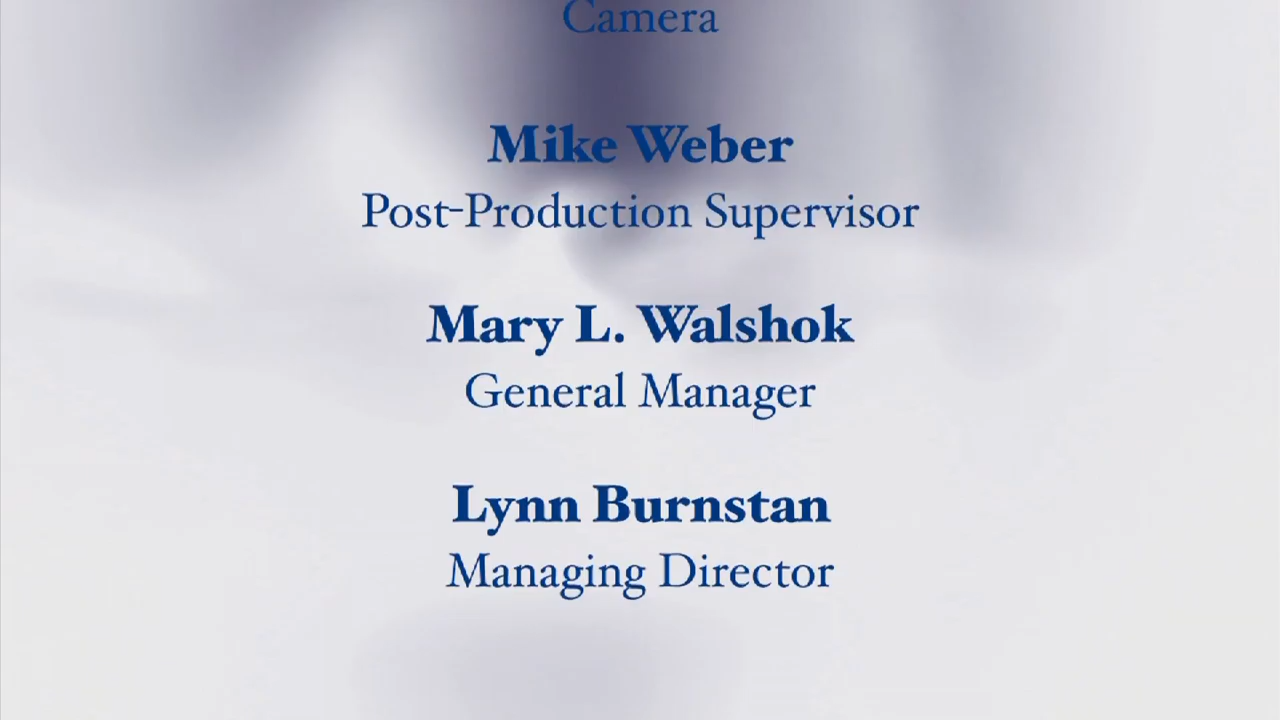 Camera
Mike Weber
Post-Production Supervisor
Mary L. Walshok
General Manager
Lynn Burnstan
Managing Director